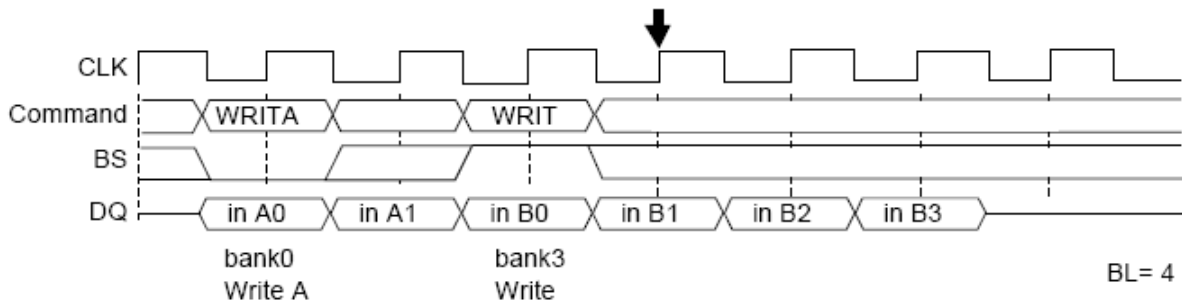 CLK
Command WRITA WRIT
BS
DQ in A0 in A1 in B0 in B1 in B2 in B3
bank0 bank3
Write A Write BL= 4